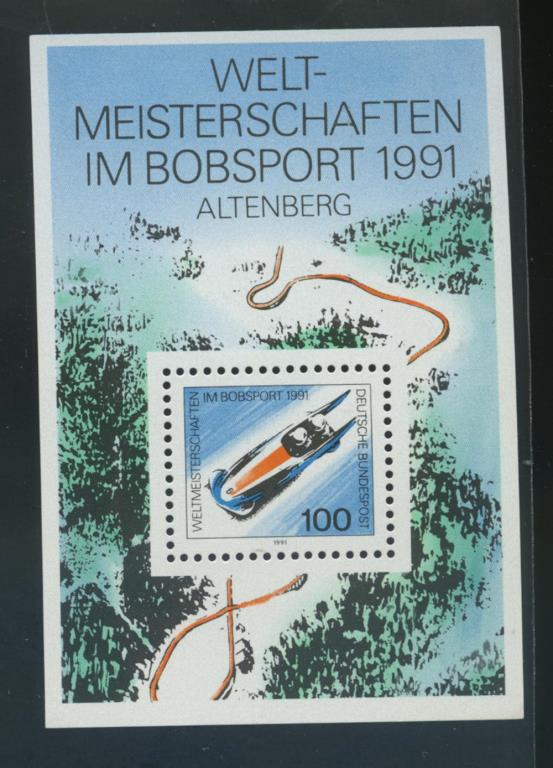 WELT-
MEISTERSCHAFTEN
IM BOBSPORT 1991
ALTENBERG
WELTMEISTERSCHAFTEN
IM BOBSPORT 1991
DEUTSCHE BUNDESPOST
100
1991